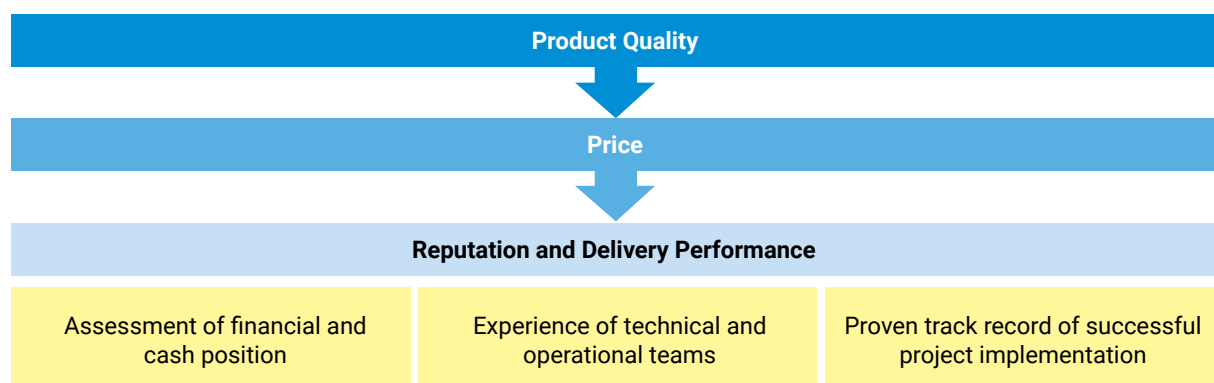 Product Quality
Price
Reputation and Delivery Performance
Assessment of financial and
cash position
Experience of technical and
operational teams
Proven track record of successful
project implementation